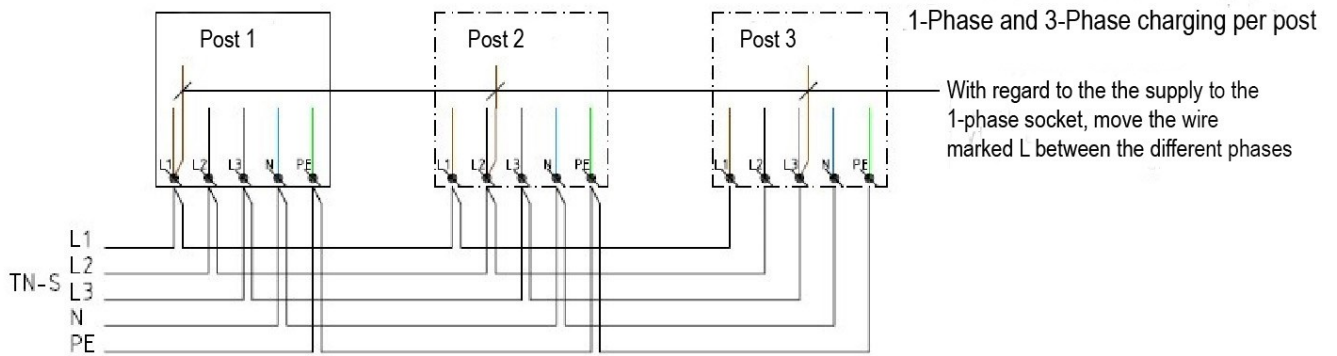 1-Phase and 3-Phase charging per post
Post 1
Post 2
Post 3
With regard to the the supply to the
1-phase socket, move the wire
marked L between the different phases
L1 L2 L3 N PE
L1 L2 L3 N PE
L1 L2 L3 N PE
TN-S
L1
L2
L3
N
PE